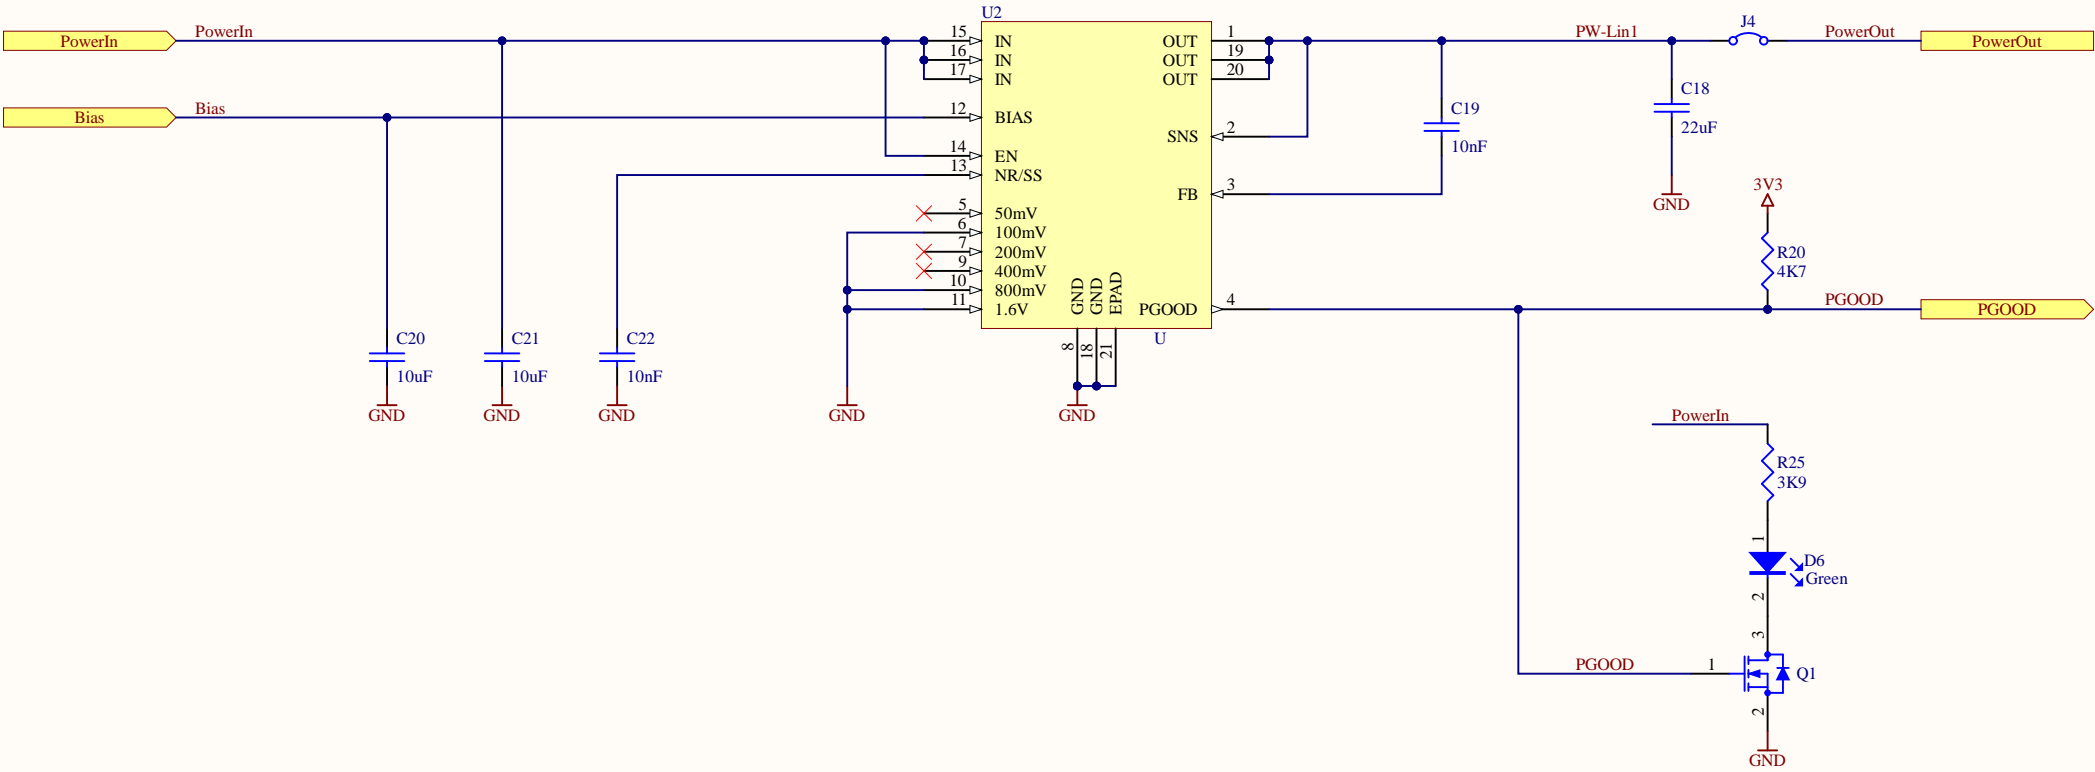 U2
J4
PowerIn
PowerIn
15
IN
OUT
1
PW-Lin1
PowerOut
PowerOut
16
IN
OUT
19
17
IN
OUT
20
C18
22uF
GND
Bias
Bias
12
BIAS
C19
10nF
SNS
2
14
EN
13
NR/SS
FB
3
3V3
5
50mV
6
100mV
7
200mV
9
400mV
10
800mV
11
1.6V
GND
GND
EPAD
PGOOD
4
R20
4K7
PGOOD
PGOOD
U
8
18
21
C20
10uF
GND
C21
10uF
GND
C22
10nF
GND
GND
GND
PowerIn
R25
3K9
1
D6
Green
2
3
PGOOD
1
Q1
2
GND